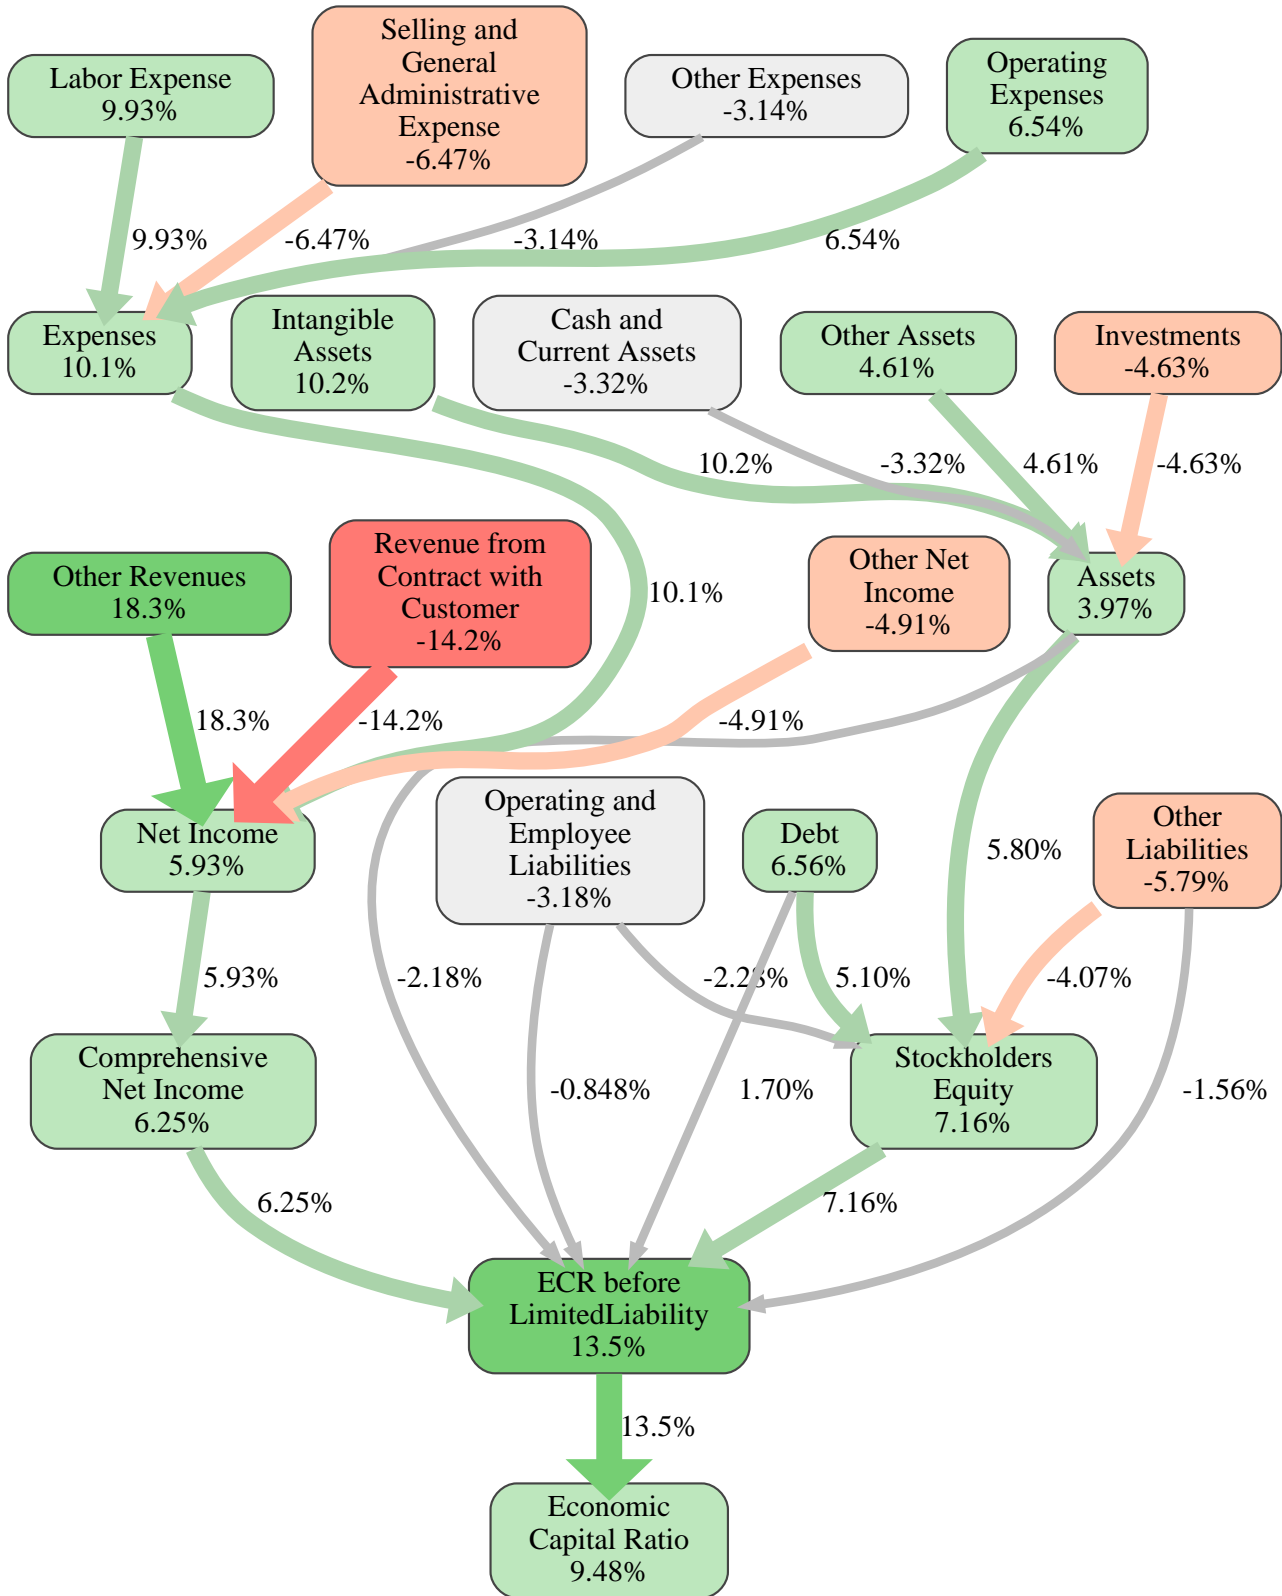 Labor Expense
9.93%
Selling and
General
Administrative
Expense
-6.47%
Other Expenses
-3.14%
Operating
Expenses
6.54%
9.93%
-6.47%
-3.14%
6.54%
Expenses
10.1%
Intangible
Assets
10.2%
Cash and
Current Assets
-3.32%
Other Assets
4.61%
Investments
-4.63%
10.2%
-3.32%
4.61%
-4.63%
Other Revenues
18.3%
Revenue from
Contract with
Customer
-14.2%
10.1%
Other Net
Income
-4.91%
Assets
3.97%
18.3%
-14.2%
-4.91%
Net Income
5.93%
Operating and
Employee
Liabilities
-3.18%
Debt
6.56%
5.80%
Other
Liabilities
-5.79%
5.93%
-2.18%
-2.28%
5.10%
-4.07%
Comprehensive
Net Income
6.25%
-0.848%
1.70%
Stockholders
Equity
7.16%
-1.56%
6.25%
7.16%
ECR before
LimitedLiability
13.5%
13.5%
Economic
Capital Ratio
9.48%